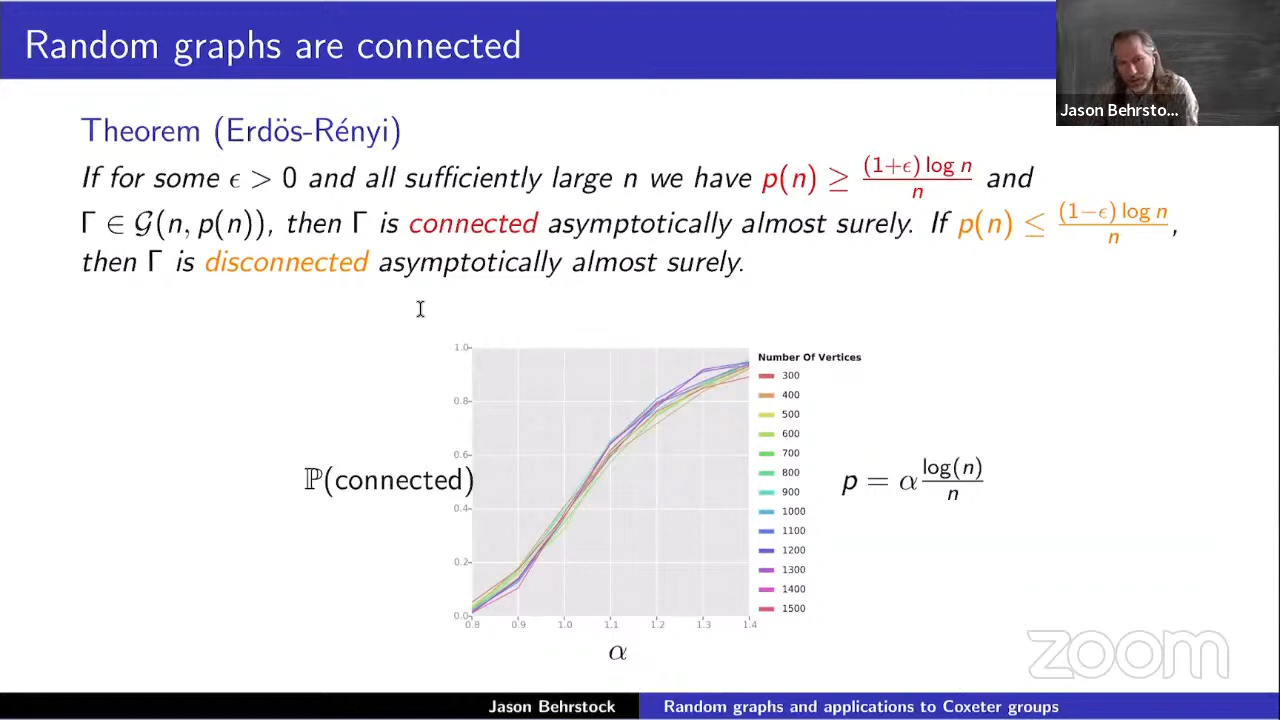 Random graphs are connected
Jason Behrsto...
Theorem (Erdös-Rényi)
If for some ϵ > 0 and all sufficiently large n we have p(n) ≥ (1+ϵ) log n / n and
Γ ∈ G(n, p(n)), then Γ is connected asymptotically almost surely. If p(n) ≤ (1−ϵ) log n / n,
then Γ is disconnected asymptotically almost surely.
ℙ(connected)
1.0
0.8
0.6
0.4
0.2
0.0
0.8 0.9 1.0 1.1 1.2 1.3 1.4
α
Number Of Vertices
300
400
500
600
700
800
900
1000
1100
1200
1300
1400
1500
p = α log(n) / n
zoom
Jason Behrstock Random graphs and applications to Coxeter groups